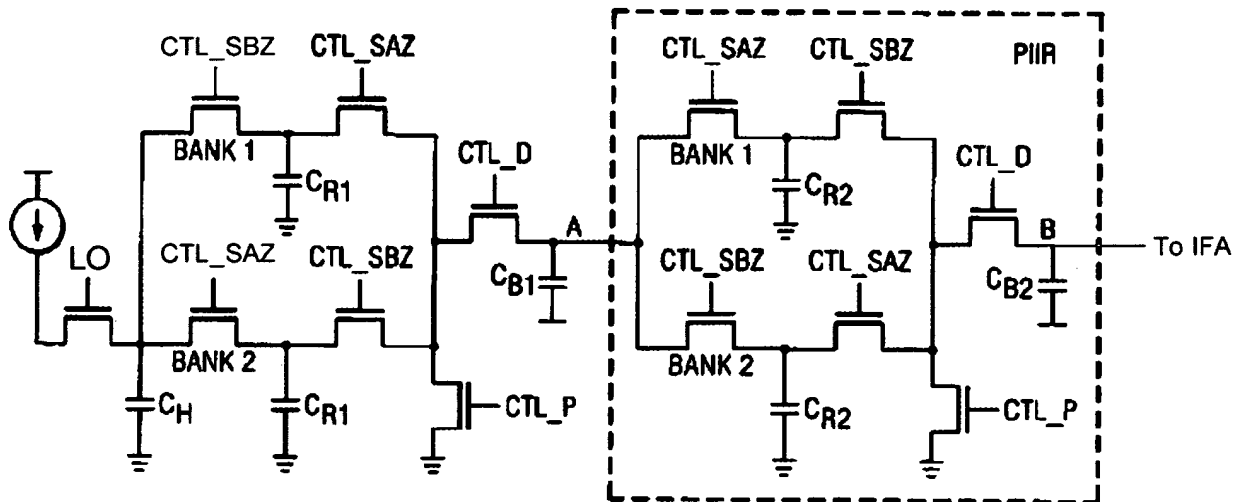 CTL_SBZ CTL_SAZ
BANK 1
CR1
CTL_D
A
CB1
LO
CTL_SAZ CTL_SBZ
BANK 2
CH
CR1
CTL_P
PIIR
CTL_SAZ CTL_SBZ
BANK 1
CR2
CTL_D
B
To IFA
CB2
CTL_SBZ CTL_SAZ
BANK 2
CR2
CTL_P